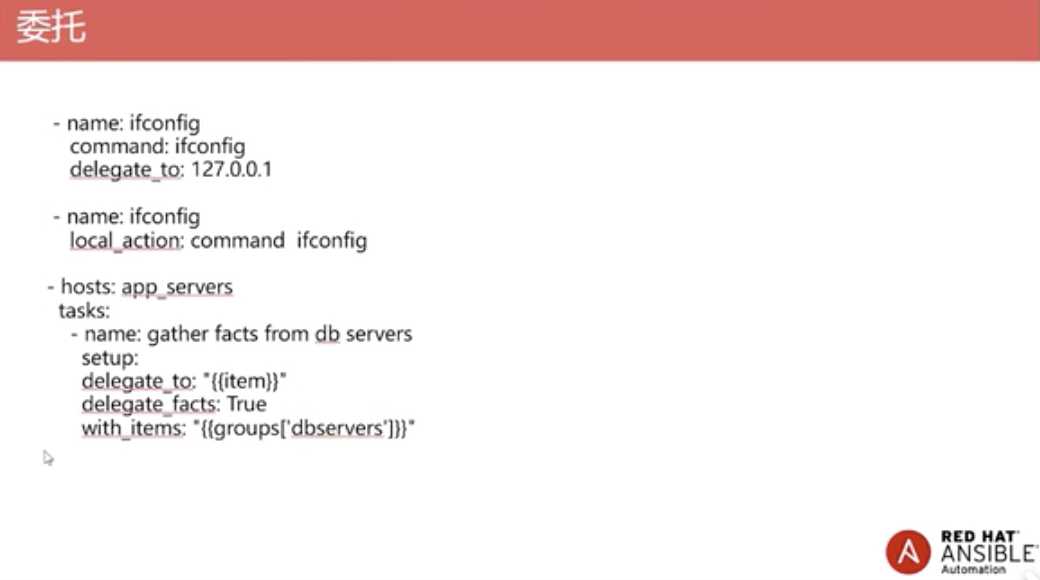 委托
- name: ifconfig
command: ifconfig
delegate_to: 127.0.0.1
- name: ifconfig
local_action: command  ifconfig
- hosts: app_servers
tasks:
- name: gather facts from db servers
setup:
delegate_to: "{{item}}"
delegate_facts: True
with_items: "{{groups['dbservers']}}"
RED HAT
ANSIBLE
Automation